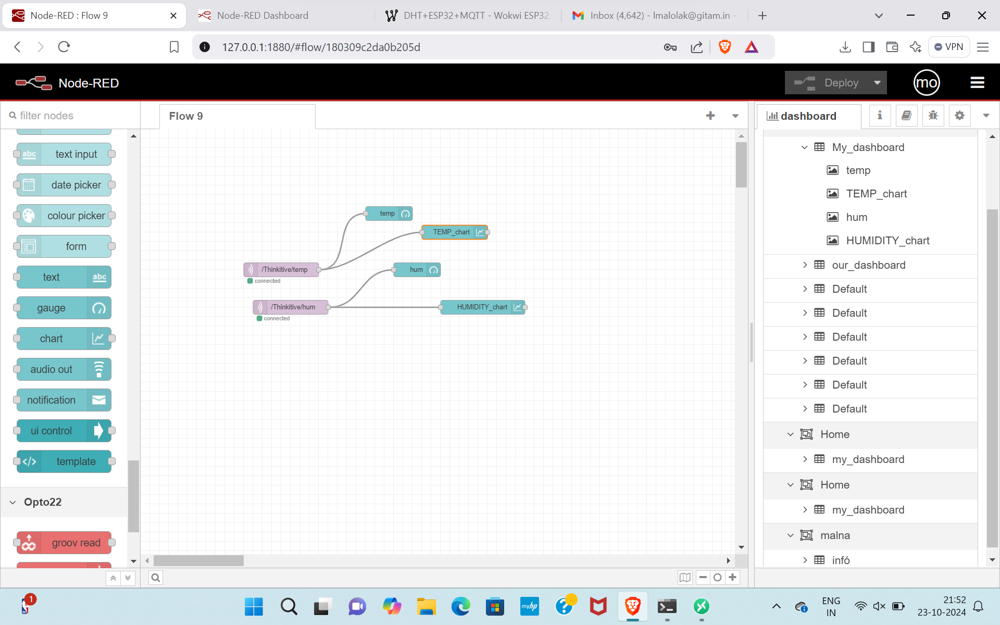 Node-RED : Flow 9
Node-RED Dashboard
DHT+ESP32+MQTT - Wokwi ESP32,
Inbox (4,642) - lmalolak@gitam.in -
127.0.0.1:1880/#flow/180309c2da0b205d
VPN
Node-RED
Deploy
mo
filter nodes
Flow 9
dashboard
abc text input
date picker
colour picker
form
text abc
gauge
chart
audio out
notification
ui control
template
Opto22
groov read
temp
TEMP_chart
/Thinkitive/temp
connected
hum
/Thinkitive/hum
connected
HUMIDITY_chart
My_dashboard
temp
TEMP_chart
hum
HUMIDITY_chart
our_dashboard
Default
Default
Default
Default
Default
Default
Home
my_dashboard
Home
my_dashboard
malna
infó
1
myhp
ENG
IN
21:52
23-10-2024